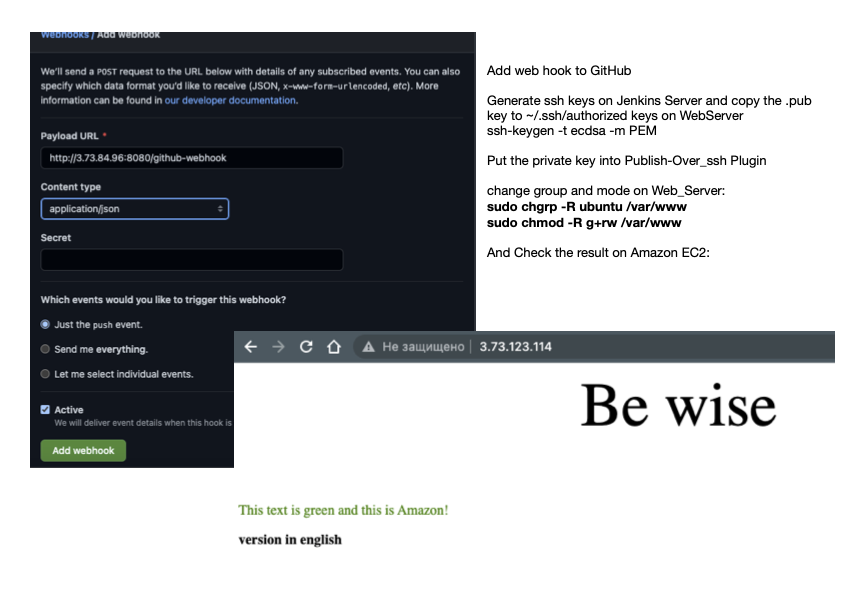 Webhooks / Add webhook
We'll send a POST request to the URL below with details of any subscribed events. You can also
specify which data format you'd like to receive (JSON, x-www-form-urlencoded, etc). More
information can be found in our developer documentation.
Payload URL *
http://3.73.84.96:8080/github-webhook
Content type
application/json
Secret
Which events would you like to trigger this webhook?
Just the push event.
Send me everything.
Let me select individual events.
Active
We will deliver event details when this hook is
Add webhook
Add web hook to GitHub
Generate ssh keys on Jenkins Server and copy the .pub
key to ~/.ssh/authorized keys on WebServer
ssh-keygen -t ecdsa -m PEM
Put the private key into Publish-Over_ssh Plugin
change group and mode on Web_Server:
sudo chgrp -R ubuntu /var/www
sudo chmod -R g+rw /var/www
And Check the result on Amazon EC2:
Не защищено | 3.73.123.114
Be wise
This text is green and this is Amazon!
version in english